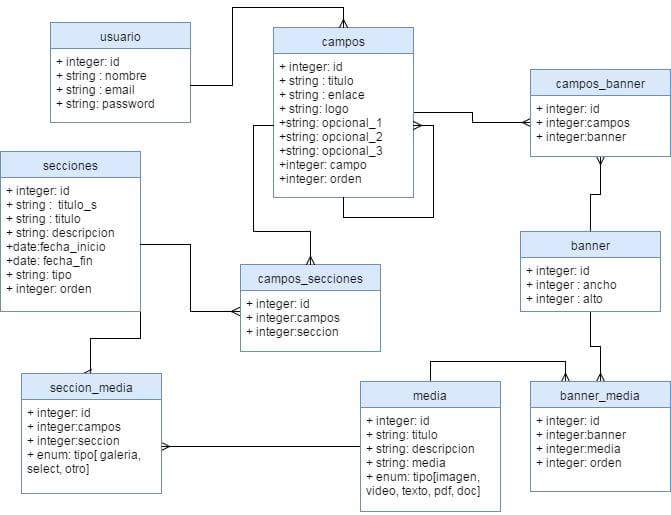 usuario
+ integer: id
+ string : nombre
+ string : email
+ string: password
campos
+ integer: id
+ string : titulo
+ string : enlace
+ string: logo
+string: opcional_1
+string: opcional_2
+string: opcional_3
+integer: campo
+integer: orden
campos_banner
+ integer: id
+ integer:campos
+integer:banner
secciones
+ integer: id
+ string :  titulo_s
+ string : titulo
+ string: descripcion
+date:fecha_inicio
+date: fecha_fin
+ string: tipo
+ integer: orden
banner
+ integer: id
+ integer : ancho
+ integer : alto
campos_secciones
+ integer: id
+ integer:campos
+ integer:seccion
seccion_media
+ integer: id
+integer:campos
+integer:seccion
+ enum: tipo[ galeria,
select, otro]
media
+ integer: id
+ string: titulo
+ string: descripcion
+ string: media
+ enum: tipo[imagen,
video, texto, pdf, doc]
banner_media
+ integer: id
+ integer:banner
+ integer:media
+ integer: orden